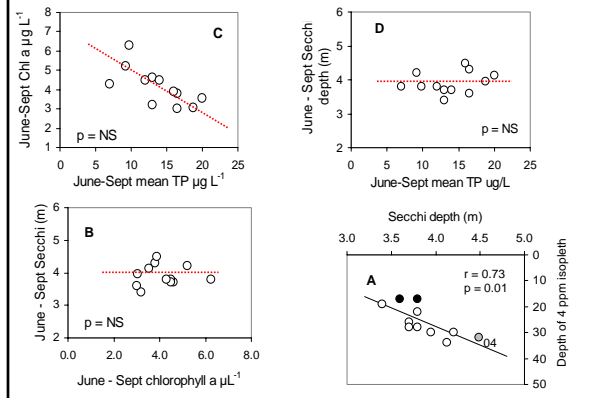 8
7
6
5
4
3
2
1
0 5 10 15 20 25
June-Sept Chl a µg L-1
C
p = NS
June-Sept mean TP µg L-1
6
5
4
3
2
0 5 10 15 20 25
June - Sept Secch
depth (m)
D
p = NS
June-Sept mean TP ug/L
6
5
4
3
2
0.0 2.0 4.0 6.0 8.0
June - Sept Secchi (m)
B
p = NS
June - Sept chlorophyll a µL-1
Secchi depth (m)
3.0 3.5 4.0 4.5 5.0
0
10
20
30
40
50
A
r = 0.73
p = 0.01
04
Depth of 4 ppm isopleth